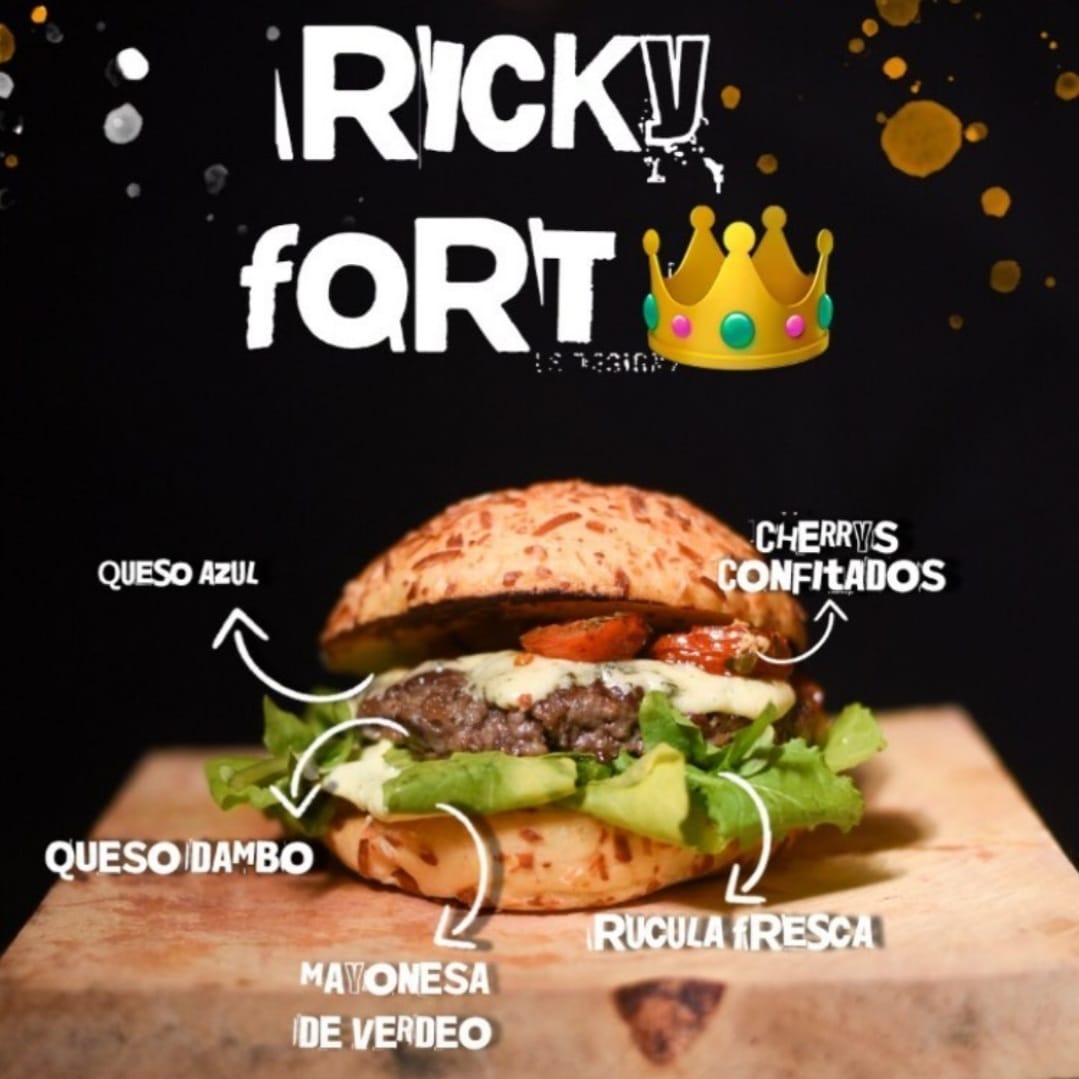 RICKY
fORT
QUESO AZUL
CHERRYS
CONFITADOS
QUESO DAMBO
RUCULA fRESCA
MAYONESA
DE VERDEO